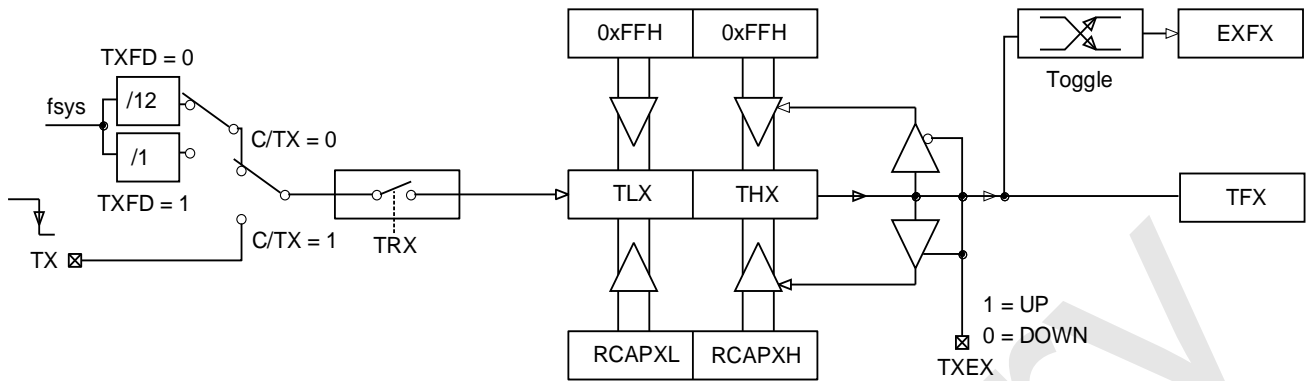 0xFFH
0xFFH
EXFX
TXFD = 0
Toggle
fsys
/12
C/TX = 0
/1
TLX
THX
TFX
TXFD = 1
C/TX = 1
TRX
TX
1 = UP
0 = DOWN
RCAPXL
RCAPXH
TXEX